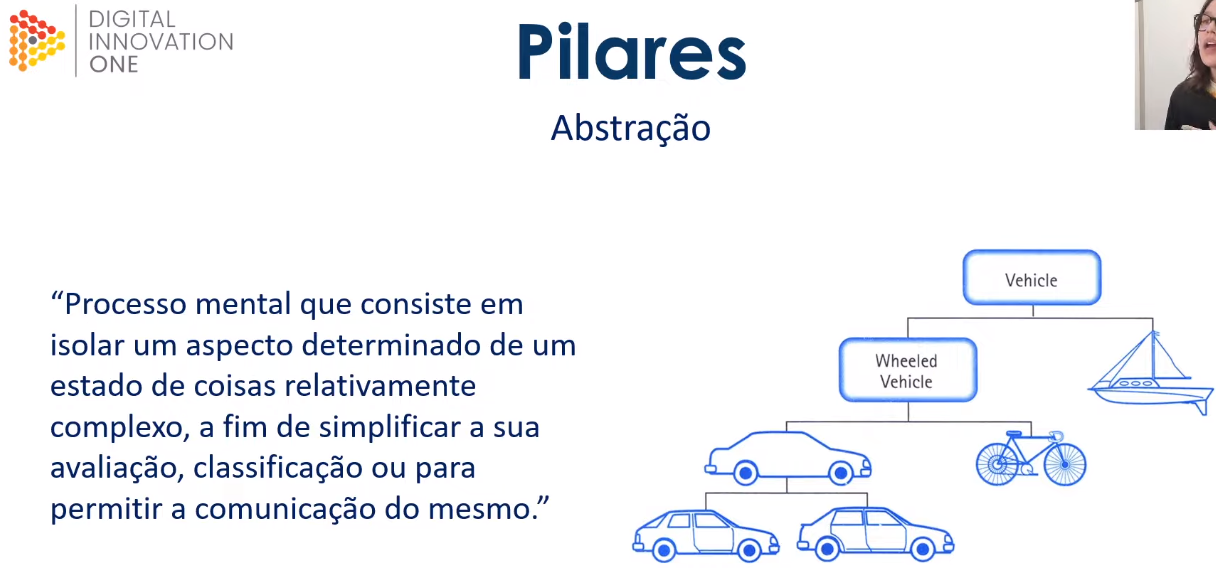 DIGITAL
INNOVATION
ONE
Pilares
Abstração
“Processo mental que consiste em
isolar um aspecto determinado de um
estado de coisas relativamente
complexo, a fim de simplificar a sua
avaliação, classificação ou para
permitir a comunicação do mesmo.”
Vehicle
Wheeled
Vehicle